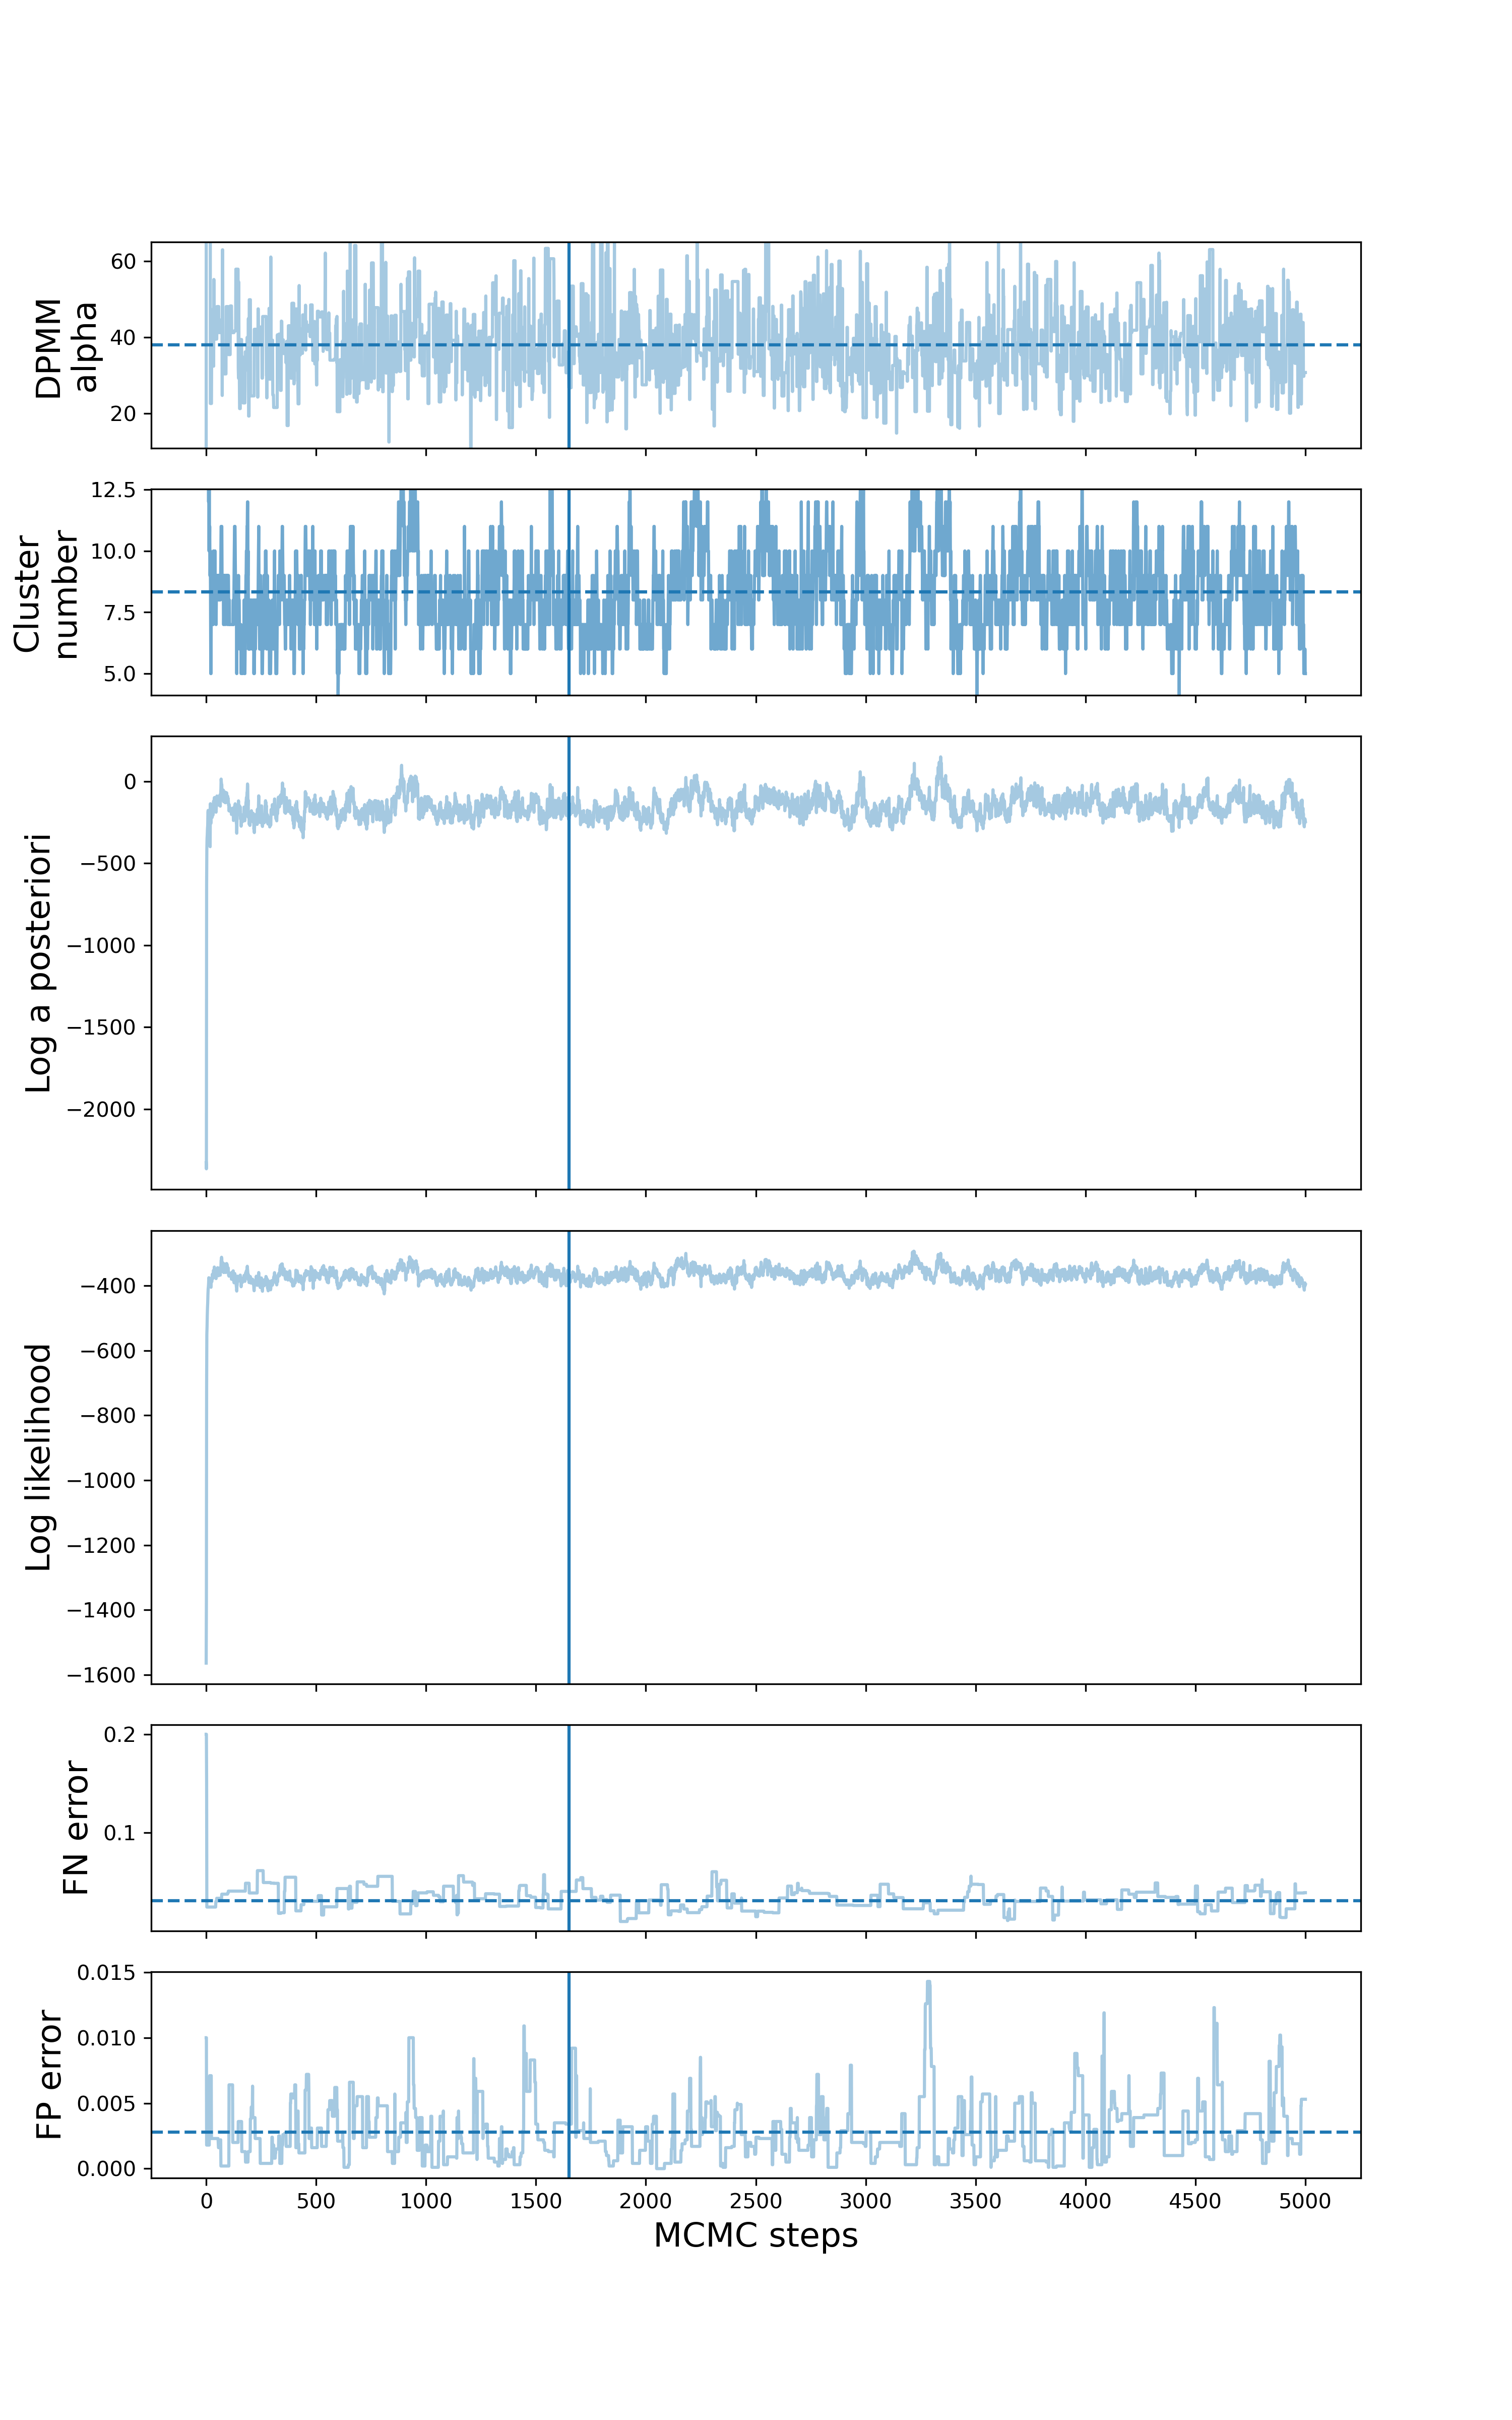 DPMM
alpha
60
40
20
Cluster
number
12.5
10.0
7.5
5.0
Log a posteriori
0
−500
−1000
−1500
−2000
Log likelihood
−400
−600
−800
−1000
−1200
−1400
−1600
FN error
0.2
0.1
FP error
0.015
0.010
0.005
0.000
0 500 1000 1500 2000 2500 3000 3500 4000 4500 5000
MCMC steps